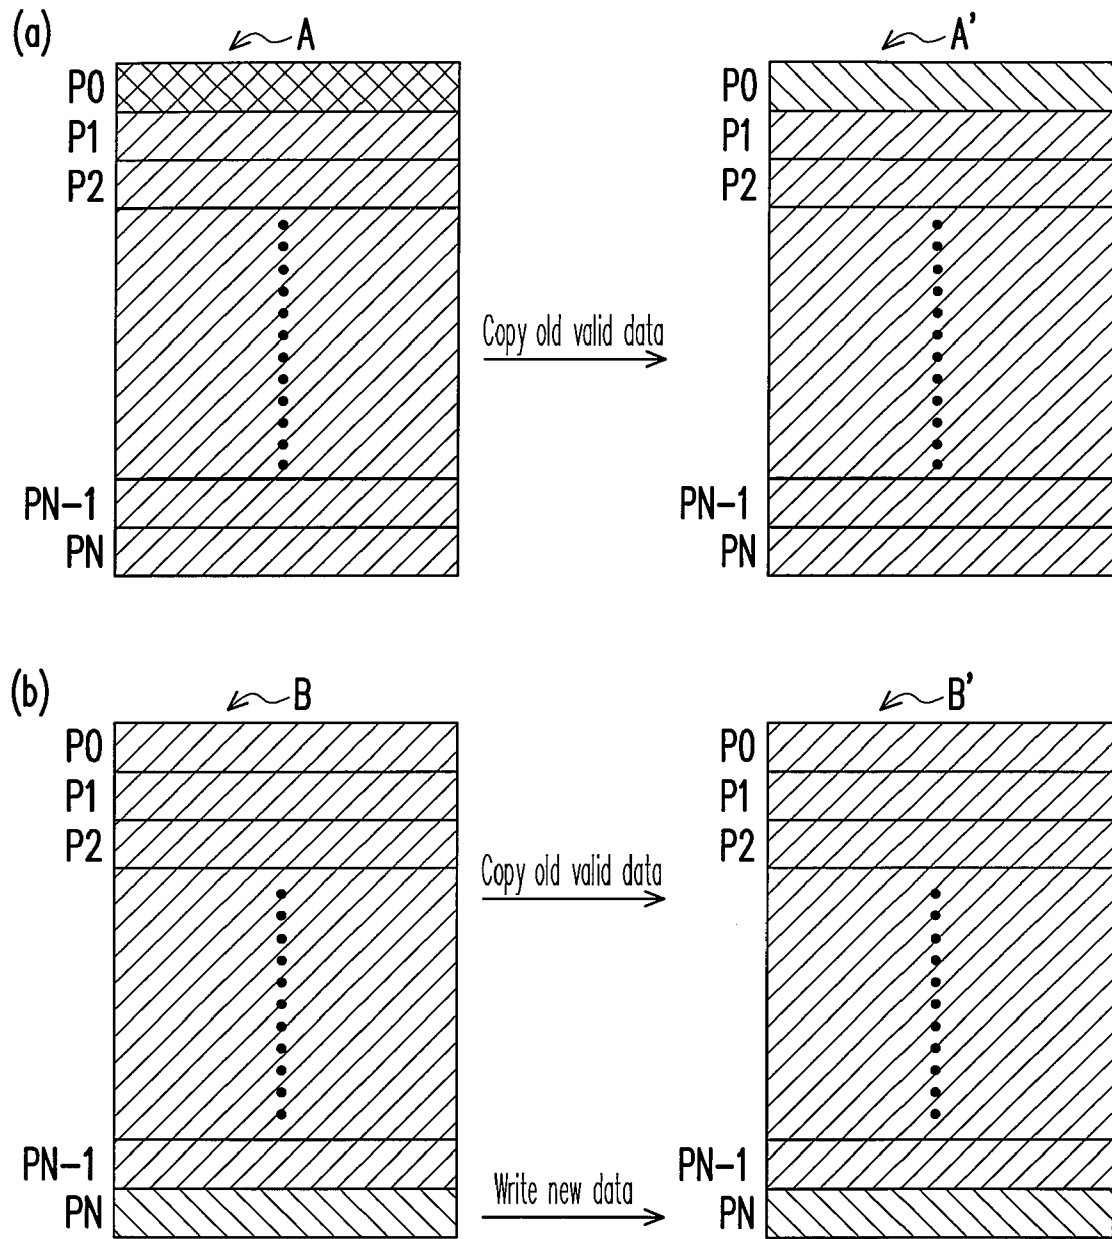 (a)
A A'
P0 P0
P1 P1
P2 P2
Copy old valid data
PN-1 PN-1
PN PN
(b)
B B'
P0 P0
P1 P1
P2 P2
Copy old valid data
PN-1 PN-1
PN Write new data PN